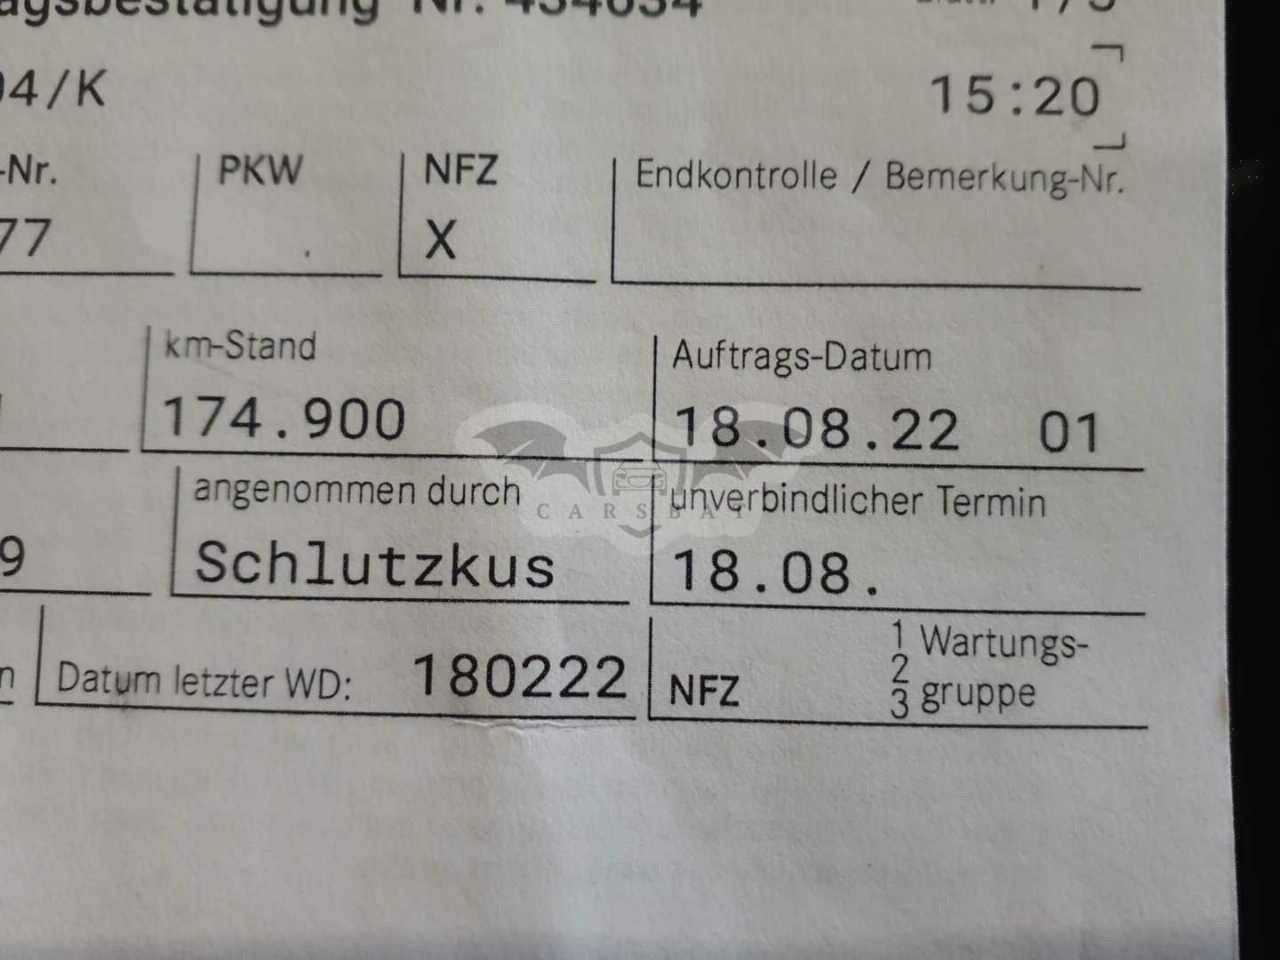 Nr. 434634
04/K
15:20
-Nr. PKW NFZ Endkontrolle / Bemerkung-Nr.
77 X
km-Stand Auftrags-Datum
174.900 18.08.22 01
angenommen durch unverbindlicher Termin
9 Schlutzkus 18.08.
CARSBAT
Datum letzter WD: 180222 NFZ
1 Wartungs-
2
3 gruppe